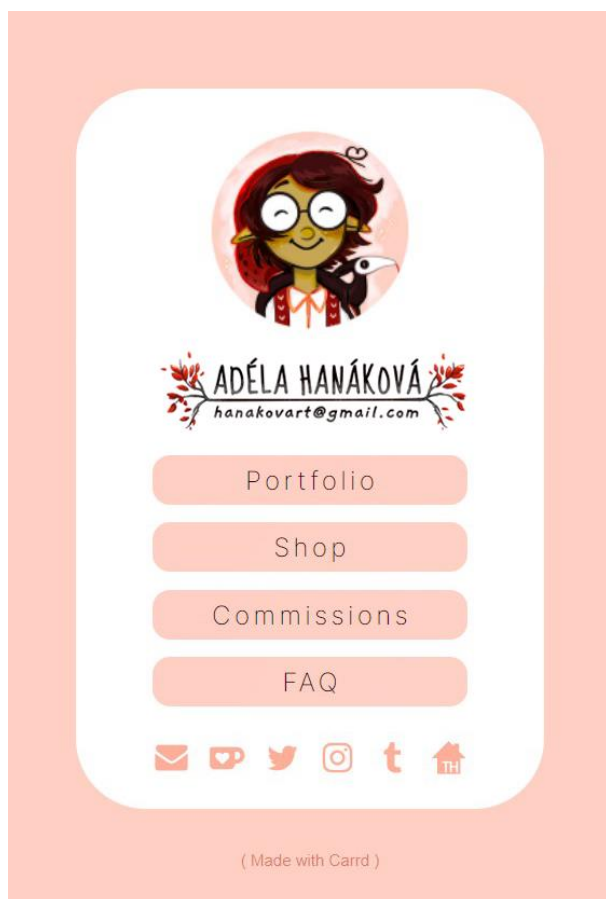 ADÉLA HANÁKOVÁ
hanakovart@gmail.com
Portfolio
Shop
Commissions
FAQ
t TH
( Made with Carrd )